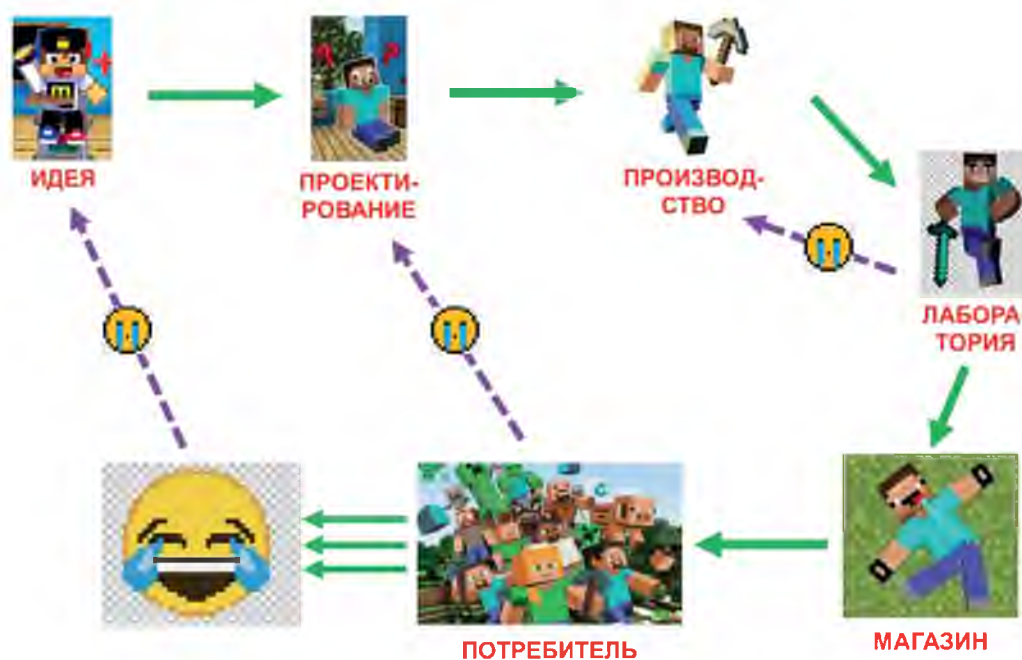 ИДЕЯ
ПРОЕКТИ-
РОВАНИЕ
ПРОИЗВОД-
СТВО
ЛАБОРА-
ТОРИЯ
ПОТРЕБИТЕЛЬ
МАГАЗИН